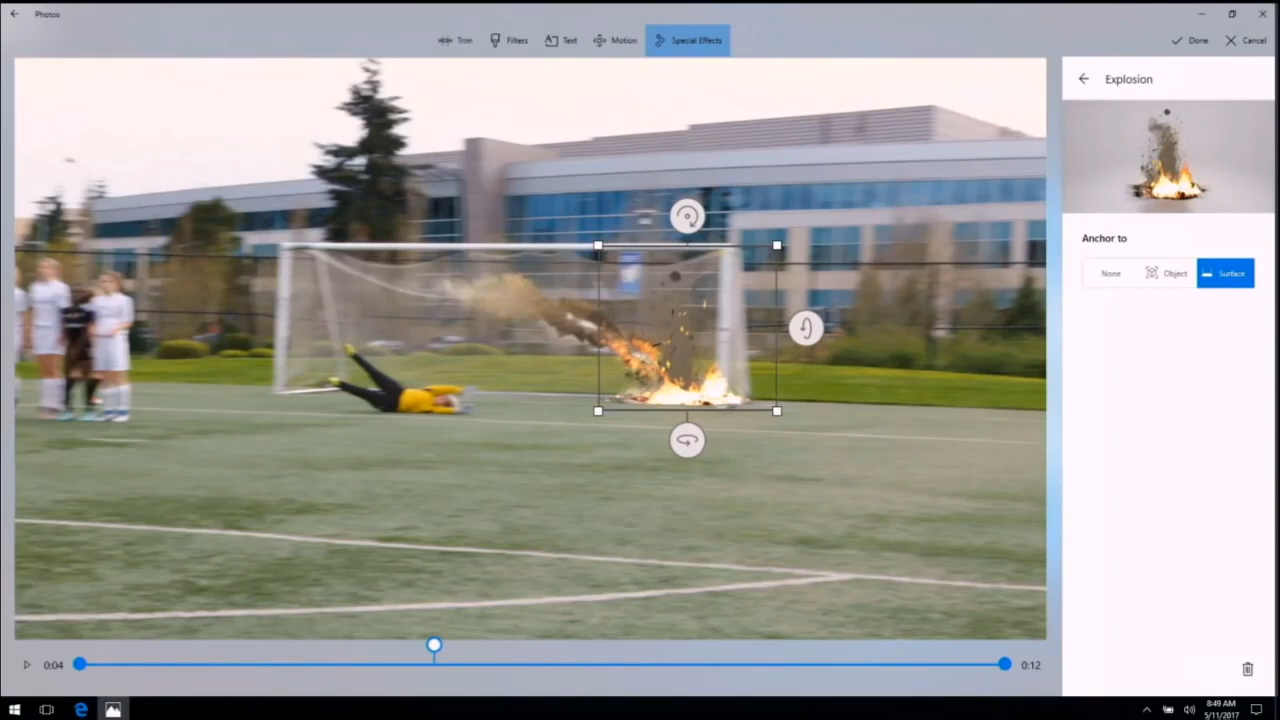 Photos
Trim
Filters
Text
Motion
Special Effects
Done
Cancel
Explosion
Anchor to
None
Object
Surface
0:04
0:12
8:49 AM
5/11/2017